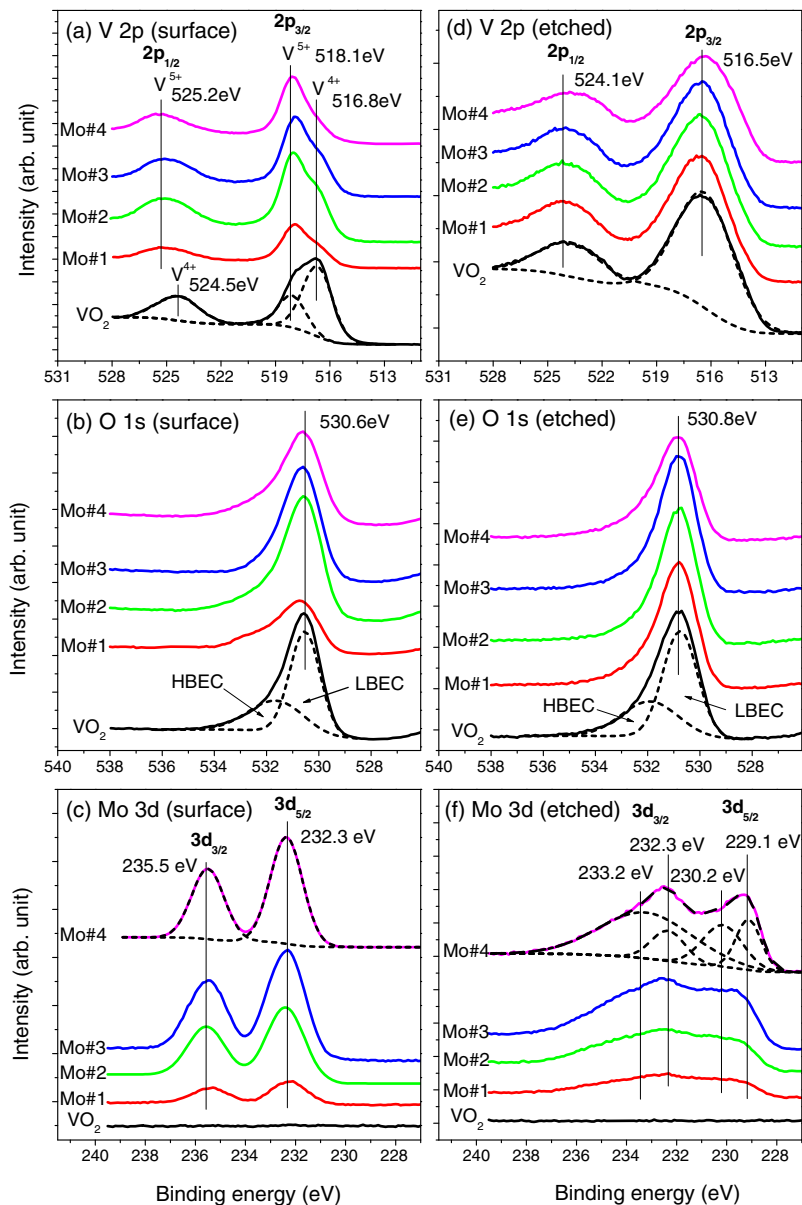 (a) V 2p (surface)
2p1/2
2p3/2
V5+
525.2eV
V5+ 518.1eV
V4+
516.8eV
Mo#4
Mo#3
Mo#2
Mo#1
V4+
524.5eV
VO2
Intensity (arb. unit)
531 528 525 522 519 516 513
(d) V 2p (etched)
2p1/2
2p3/2
524.1eV
516.5eV
Mo#4
Mo#3
Mo#2
Mo#1
VO2
531 528 525 522 519 516 513
(b) O 1s (surface)
530.6eV
Mo#4
Mo#3
Mo#2
Mo#1
HBEC
LBEC
VO2
Intensity (arb. unit)
540 538 536 534 532 530 528
(e) O 1s (etched)
530.8eV
Mo#4
Mo#3
Mo#2
Mo#1
HBEC
LBEC
VO2
540 538 536 534 532 530 528
(c) Mo 3d (surface)
3d5/2
3d3/2
232.3 eV
235.5 eV
Mo#4
Mo#3
Mo#2
Mo#1
VO2
Intensity (arb. unit)
240 238 236 234 232 230 228
Binding energy (eV)
(f) Mo 3d (etched)
3d3/2
3d5/2
232.3 eV
229.1 eV
233.2 eV
230.2 eV
Mo#4
Mo#3
Mo#2
Mo#1
VO2
240 238 236 234 232 230 228
Binding energy (eV)